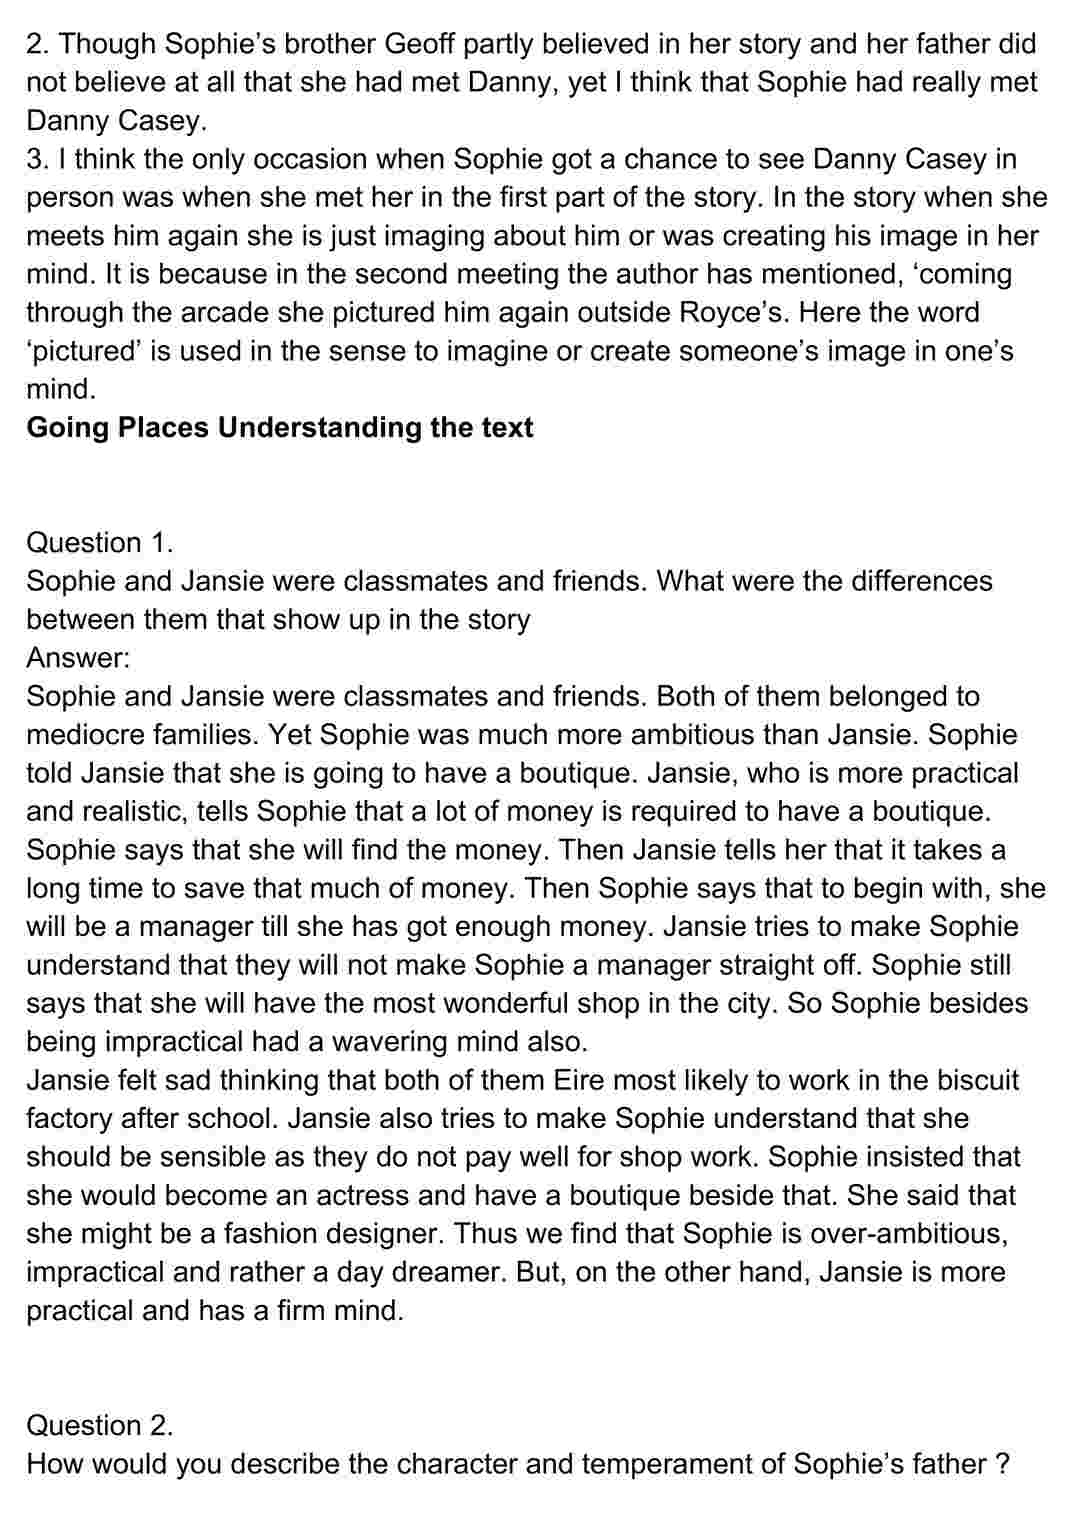 2. Though Sophie’s brother Geoff partly believed in her story and her father did
not believe at all that she had met Danny, yet I think that Sophie had really met
Danny Casey.
3. I think the only occasion when Sophie got a chance to see Danny Casey in
person was when she met her in the first part of the story. In the story when she
meets him again she is just imaging about him or was creating his image in her
mind. It is because in the second meeting the author has mentioned, ‘coming
through the arcade she pictured him again outside Royce’s. Here the word
‘pictured’ is used in the sense to imagine or create someone’s image in one’s
mind.
Going Places Understanding the text
Question 1.
Sophie and Jansie were classmates and friends. What were the differences
between them that show up in the story
Answer:
Sophie and Jansie were classmates and friends. Both of them belonged to
mediocre families. Yet Sophie was much more ambitious than Jansie. Sophie
told Jansie that she is going to have a boutique. Jansie, who is more practical
and realistic, tells Sophie that a lot of money is required to have a boutique.
Sophie says that she will find the money. Then Jansie tells her that it takes a
long time to save that much of money. Then Sophie says that to begin with, she
will be a manager till she has got enough money. Jansie tries to make Sophie
understand that they will not make Sophie a manager straight off. Sophie still
says that she will have the most wonderful shop in the city. So Sophie besides
being impractical had a wavering mind also.
Jansie felt sad thinking that both of them Eire most likely to work in the biscuit
factory after school. Jansie also tries to make Sophie understand that she
should be sensible as they do not pay well for shop work. Sophie insisted that
she would become an actress and have a boutique beside that. She said that
she might be a fashion designer. Thus we find that Sophie is over-ambitious,
impractical and rather a day dreamer. But, on the other hand, Jansie is more
practical and has a firm mind.
Question 2.
How would you describe the character and temperament of Sophie’s father ?